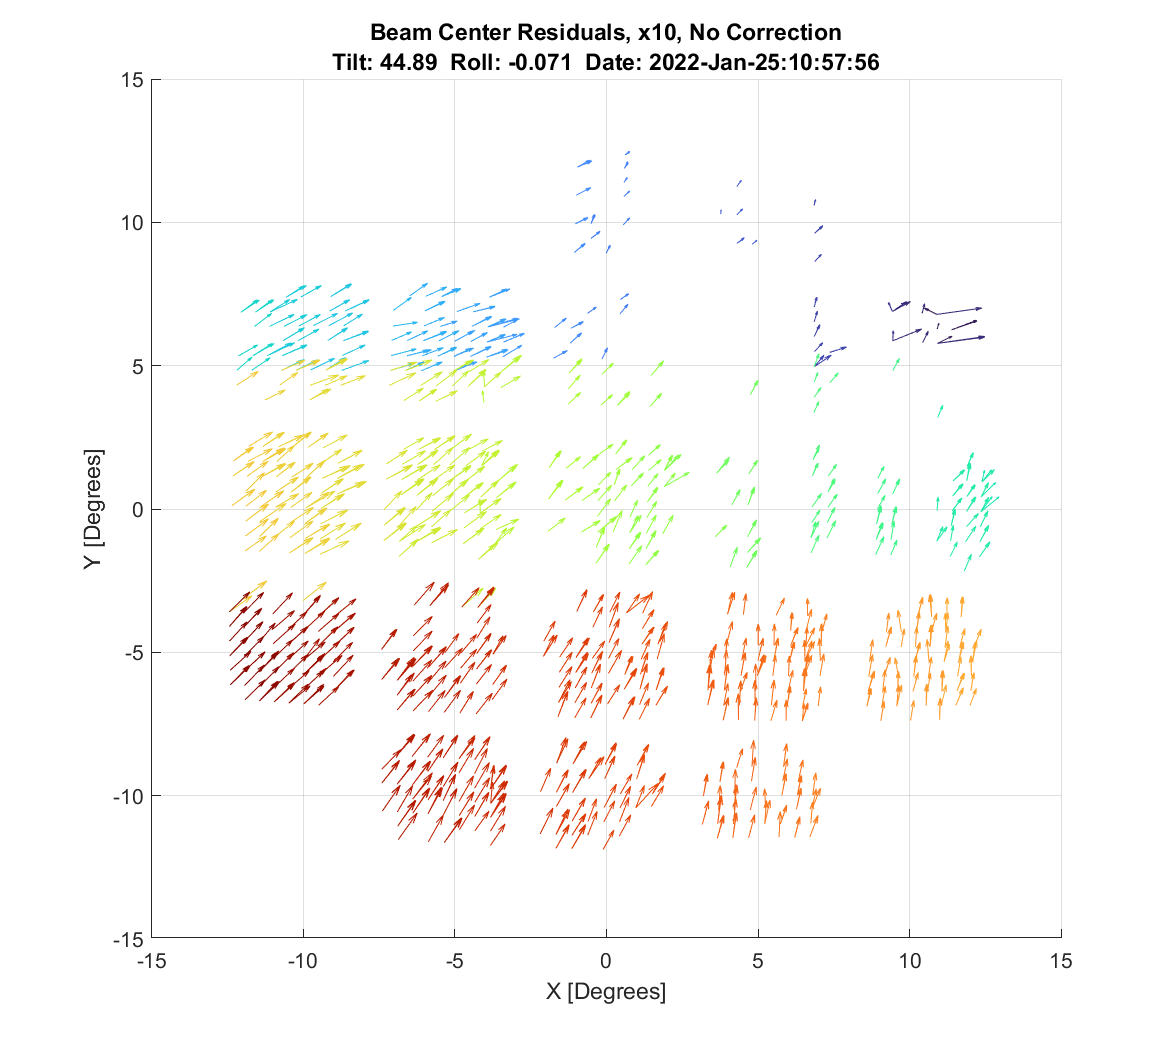 Beam Center Residuals, x10, No Correction
Tilt: 44.89 Roll: -0.071 Date: 2022-Jan-25:10:57:56
15
10
5
0
-5
-10
-15
Y [Degrees]
-15 -10 -5 0 5 10 15
X [Degrees]